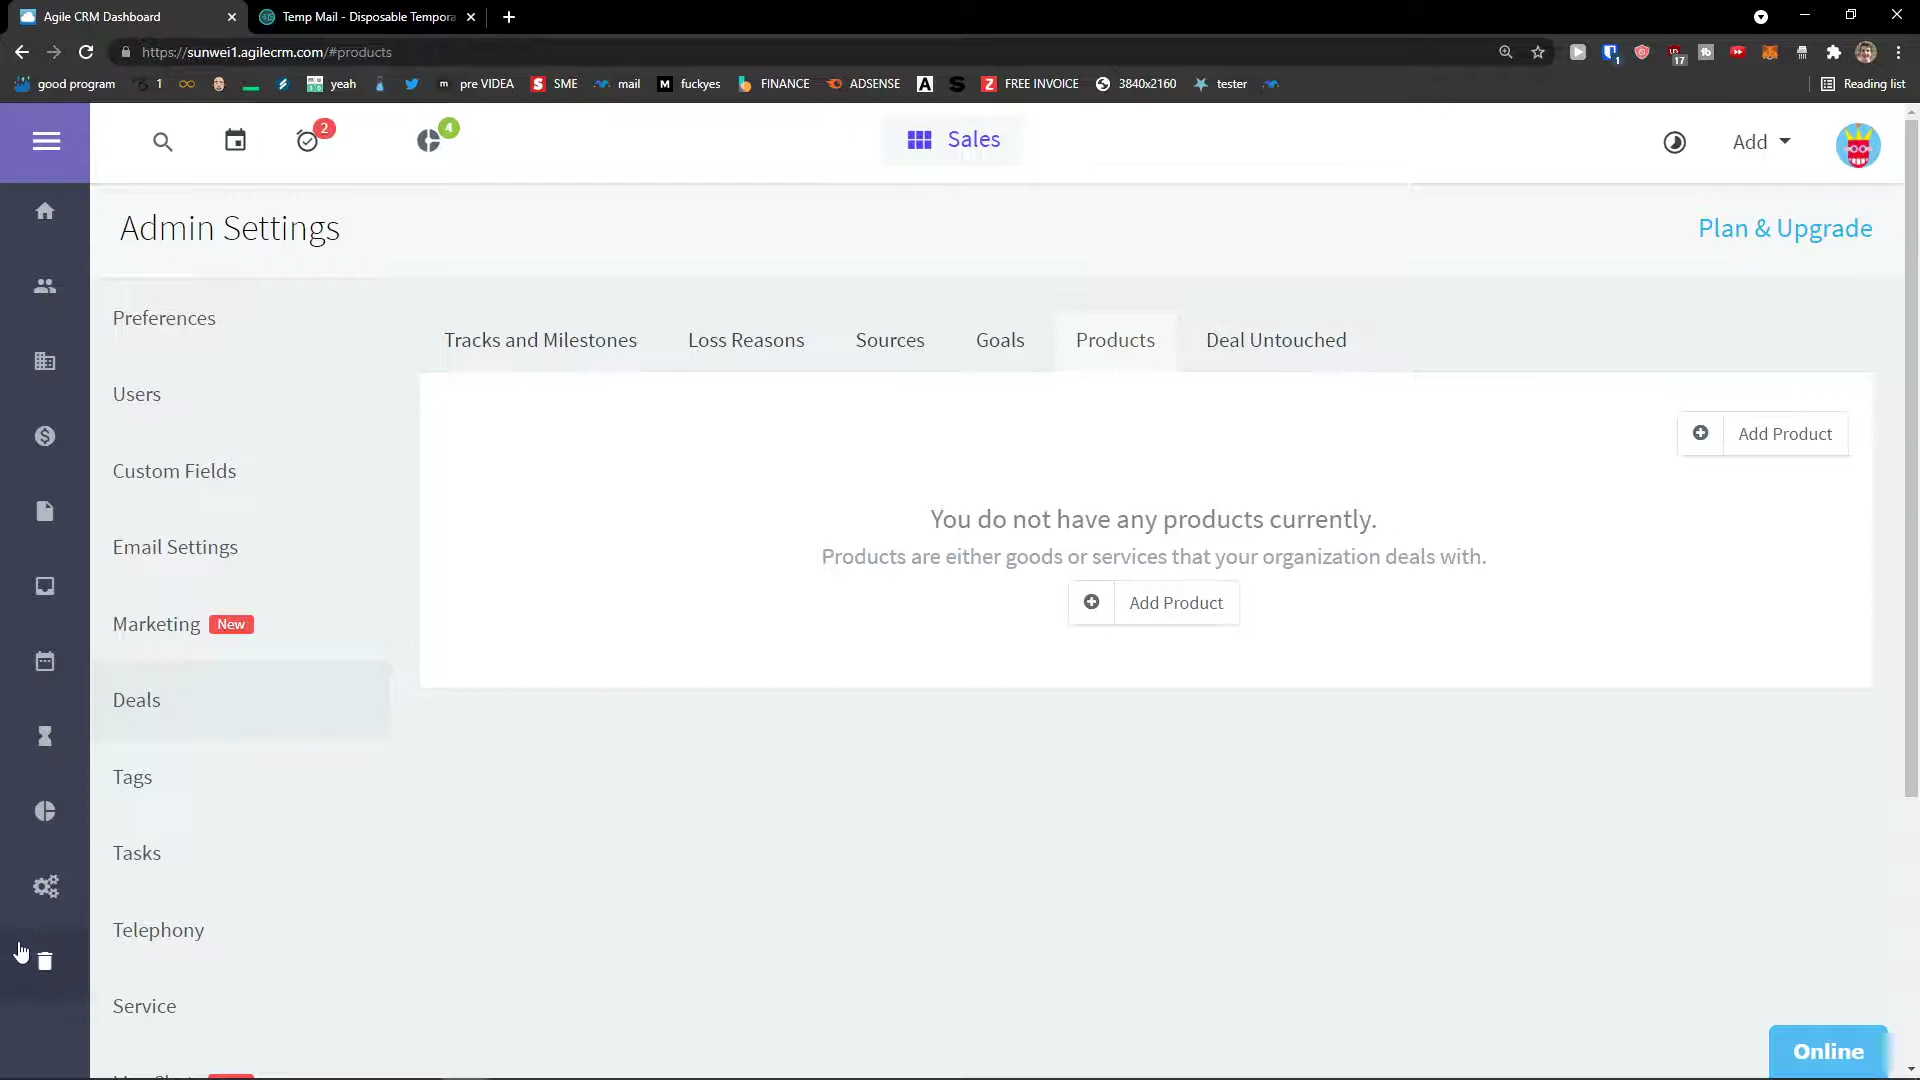 Agile CRM Dashboard
Temp Mail - Disposable Tempora
https://sunwei1.agilecrm.com/#products
1
17
good program
1
yeah
pre VIDEA
SME
mail
fuckyes
FINANCE
ADSENSE
FREE INVOICE
3840x2160
tester
Reading list
2
4
Sales
Add
Admin Settings
Plan & Upgrade
Preferences
Users
Custom Fields
Email Settings
Marketing New
Deals
Tags
Tasks
Telephony
Service
Tracks and Milestones
Loss Reasons
Sources
Goals
Products
Deal Untouched
Add Product
You do not have any products currently.
Products are either goods or services that your organization deals with.
Add Product
Online